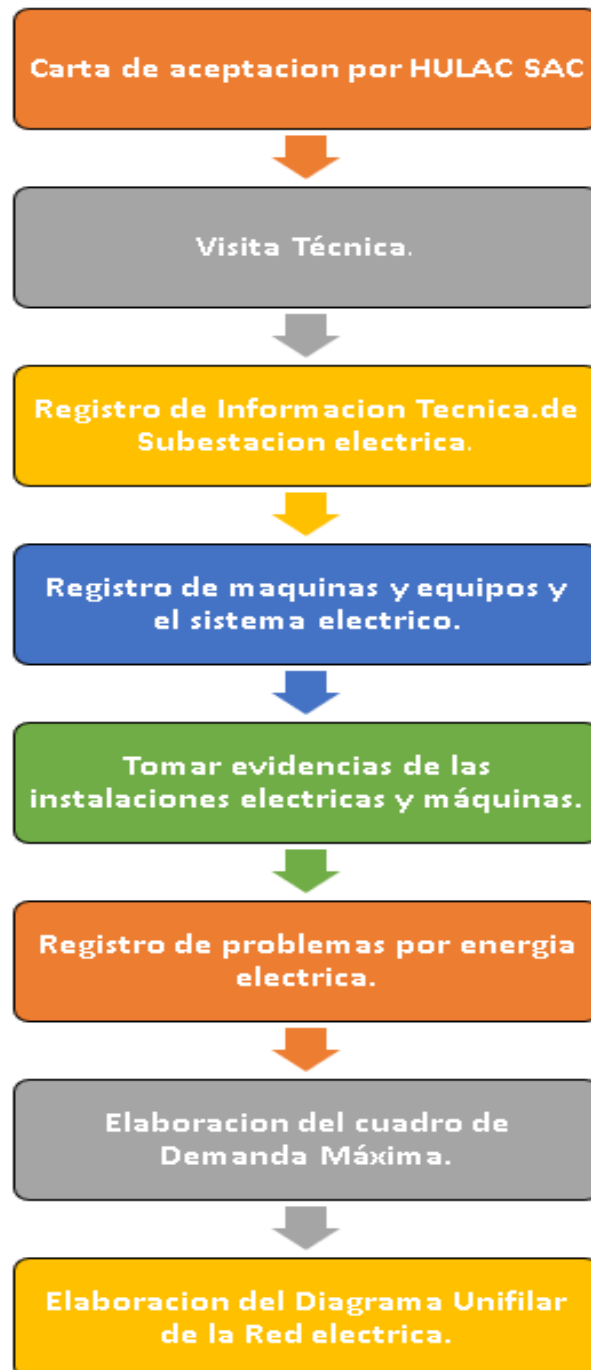 Carta de aceptacion por HULAC SAC
Visita Técnica.
Registro de Informacion Tecnica.de
Subestacion electrica.
Registro de maquinas y equipos y
el sistema electrico.
Tomar evidencias de las
instalaciones electricas y máquinas.
Registro de problemas por energia
electrica.
Elaboracion del cuadro de
Demanda Máxima.
Elaboracion del Diagrama Unifilar
de la Red electrica.